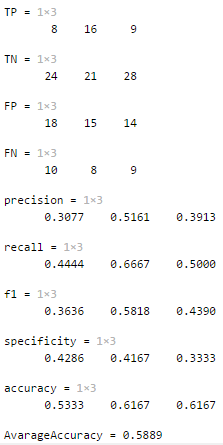 TP = 1×3
8 16 9
TN = 1×3
24 21 28
FP = 1×3
18 15 14
FN = 1×3
10 8 9
precision = 1×3
0.3077 0.5161 0.3913
recall = 1×3
0.4444 0.6667 0.5000
f1 = 1×3
0.3636 0.5818 0.4390
specificity = 1×3
0.4286 0.4167 0.3333
accuracy = 1×3
0.5333 0.6167 0.6167
AvarageAccuracy = 0.5889